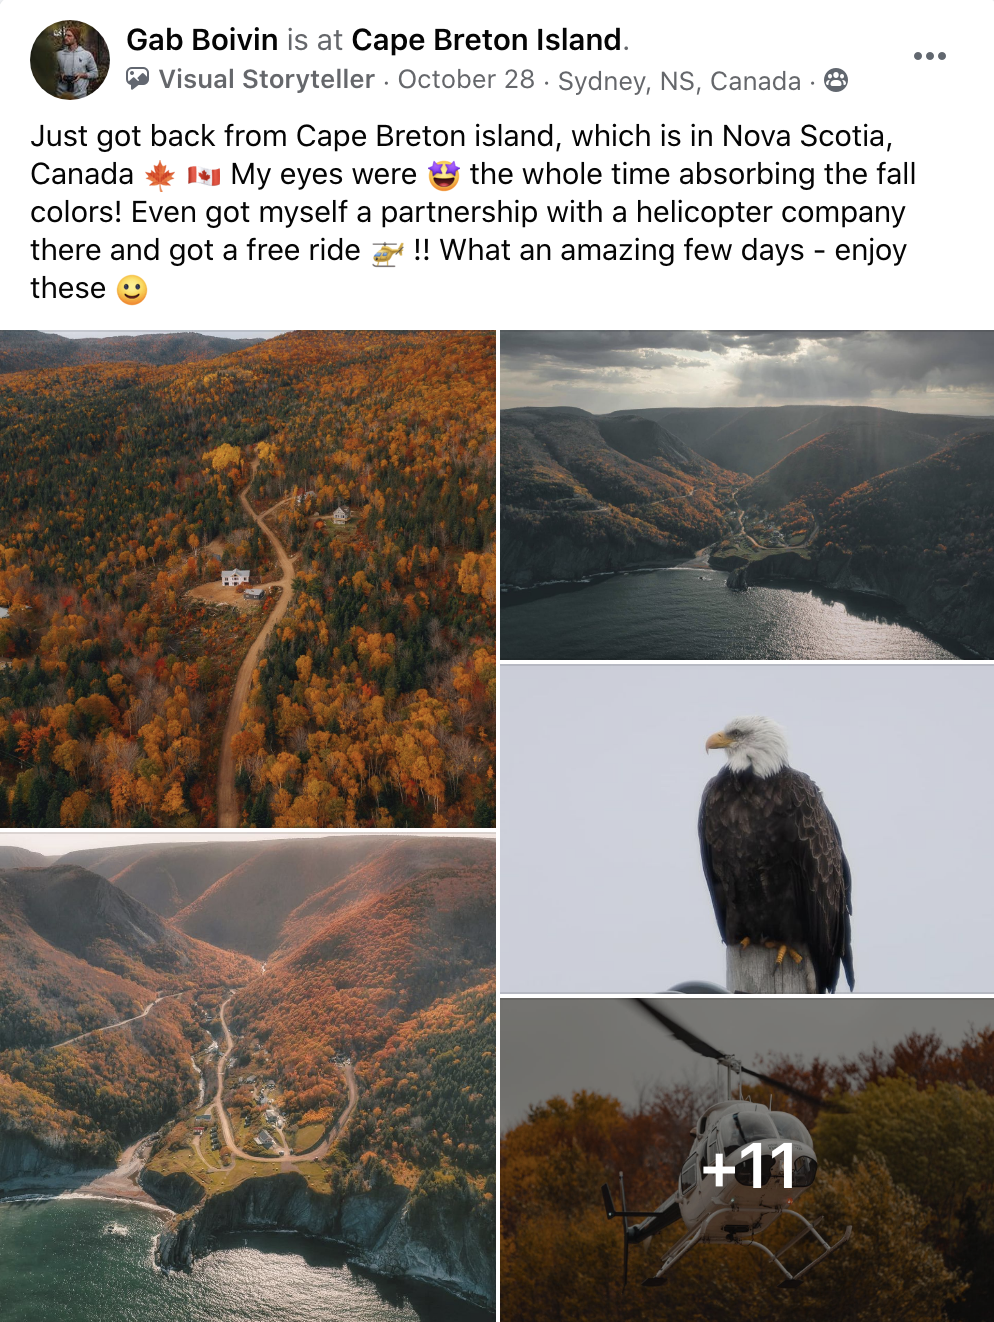 Gab Boivin is at Cape Breton Island.
Visual Storyteller · October 28 · Sydney, NS, Canada ·
Just got back from Cape Breton island, which is in Nova Scotia,
Canada 🍁 🇨🇦 My eyes were 🤩 the whole time absorbing the fall
colors! Even got myself a partnership with a helicopter company
there and got a free ride 🚁 !! What an amazing few days - enjoy
these 🙂
+11